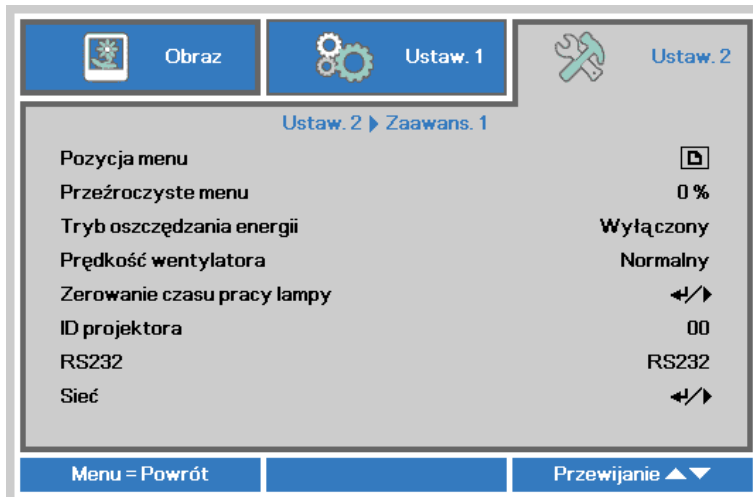 Obraz
Ustaw. 1
Ustaw. 2
Ustaw. 2 ▶ Zaawans. 1
Pozycja menu
Przeźroczyste menu 0 %
Tryb oszczędzania energii Wyłączony
Prędkość wentylatora Normalny
Zerowanie czasu pracy lampy ↵/▶
ID projektora 00
RS232 RS232
Sieć ↵/▶
Menu = Powrót
Przewijanie ▲▼